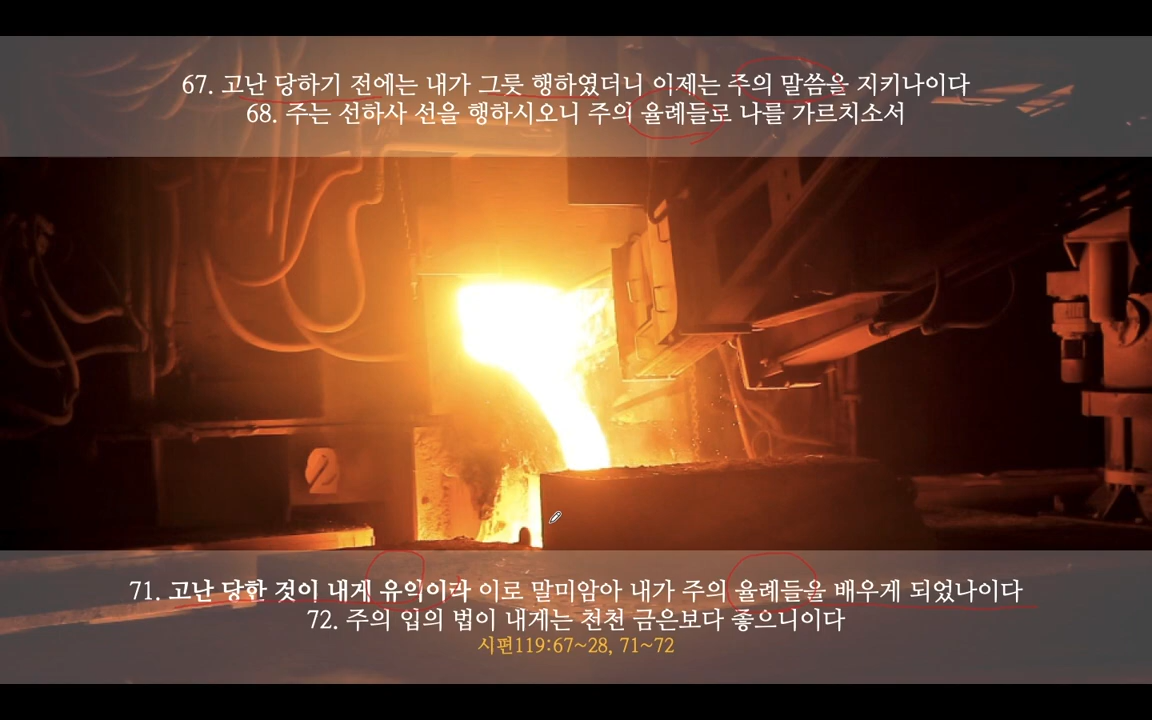 67. 고난 당하기 전에는 내가 그릇 행하였더니 이제는 주의 말씀을 지키나이다
68. 주는 선하사 선을 행하시오니 주의 율례들로 나를 가르치소서
2
71. 고난 당한 것이 내게 유익이라 이로 말미암아 내가 주의 율례들을 배우게 되었나이다
72. 주의 입의 법이 내게는 천천 금은보다 좋으니이다
시편119:67~28, 71~72